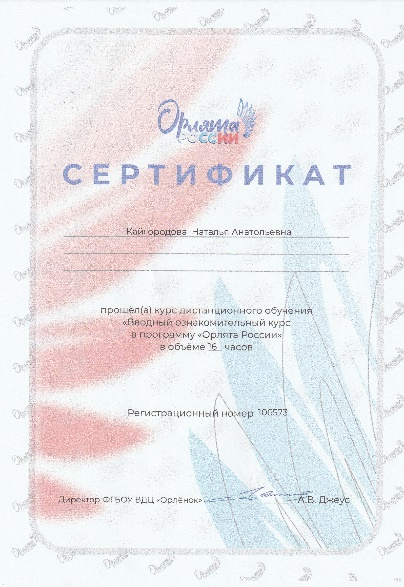 Орлята
РОССИИ
СЕРТИФИКАТ
Кайгородова Наталья Анатольевна
прошел(а) курс дистанционного обучения
«Вводный ознакомительный курс
в программу «Орлята России»
в объёме 16 часов
Регистрационный номер 106573
Директор ФГБОУ ВДЦ «Орлёнок» А.В. Джеус